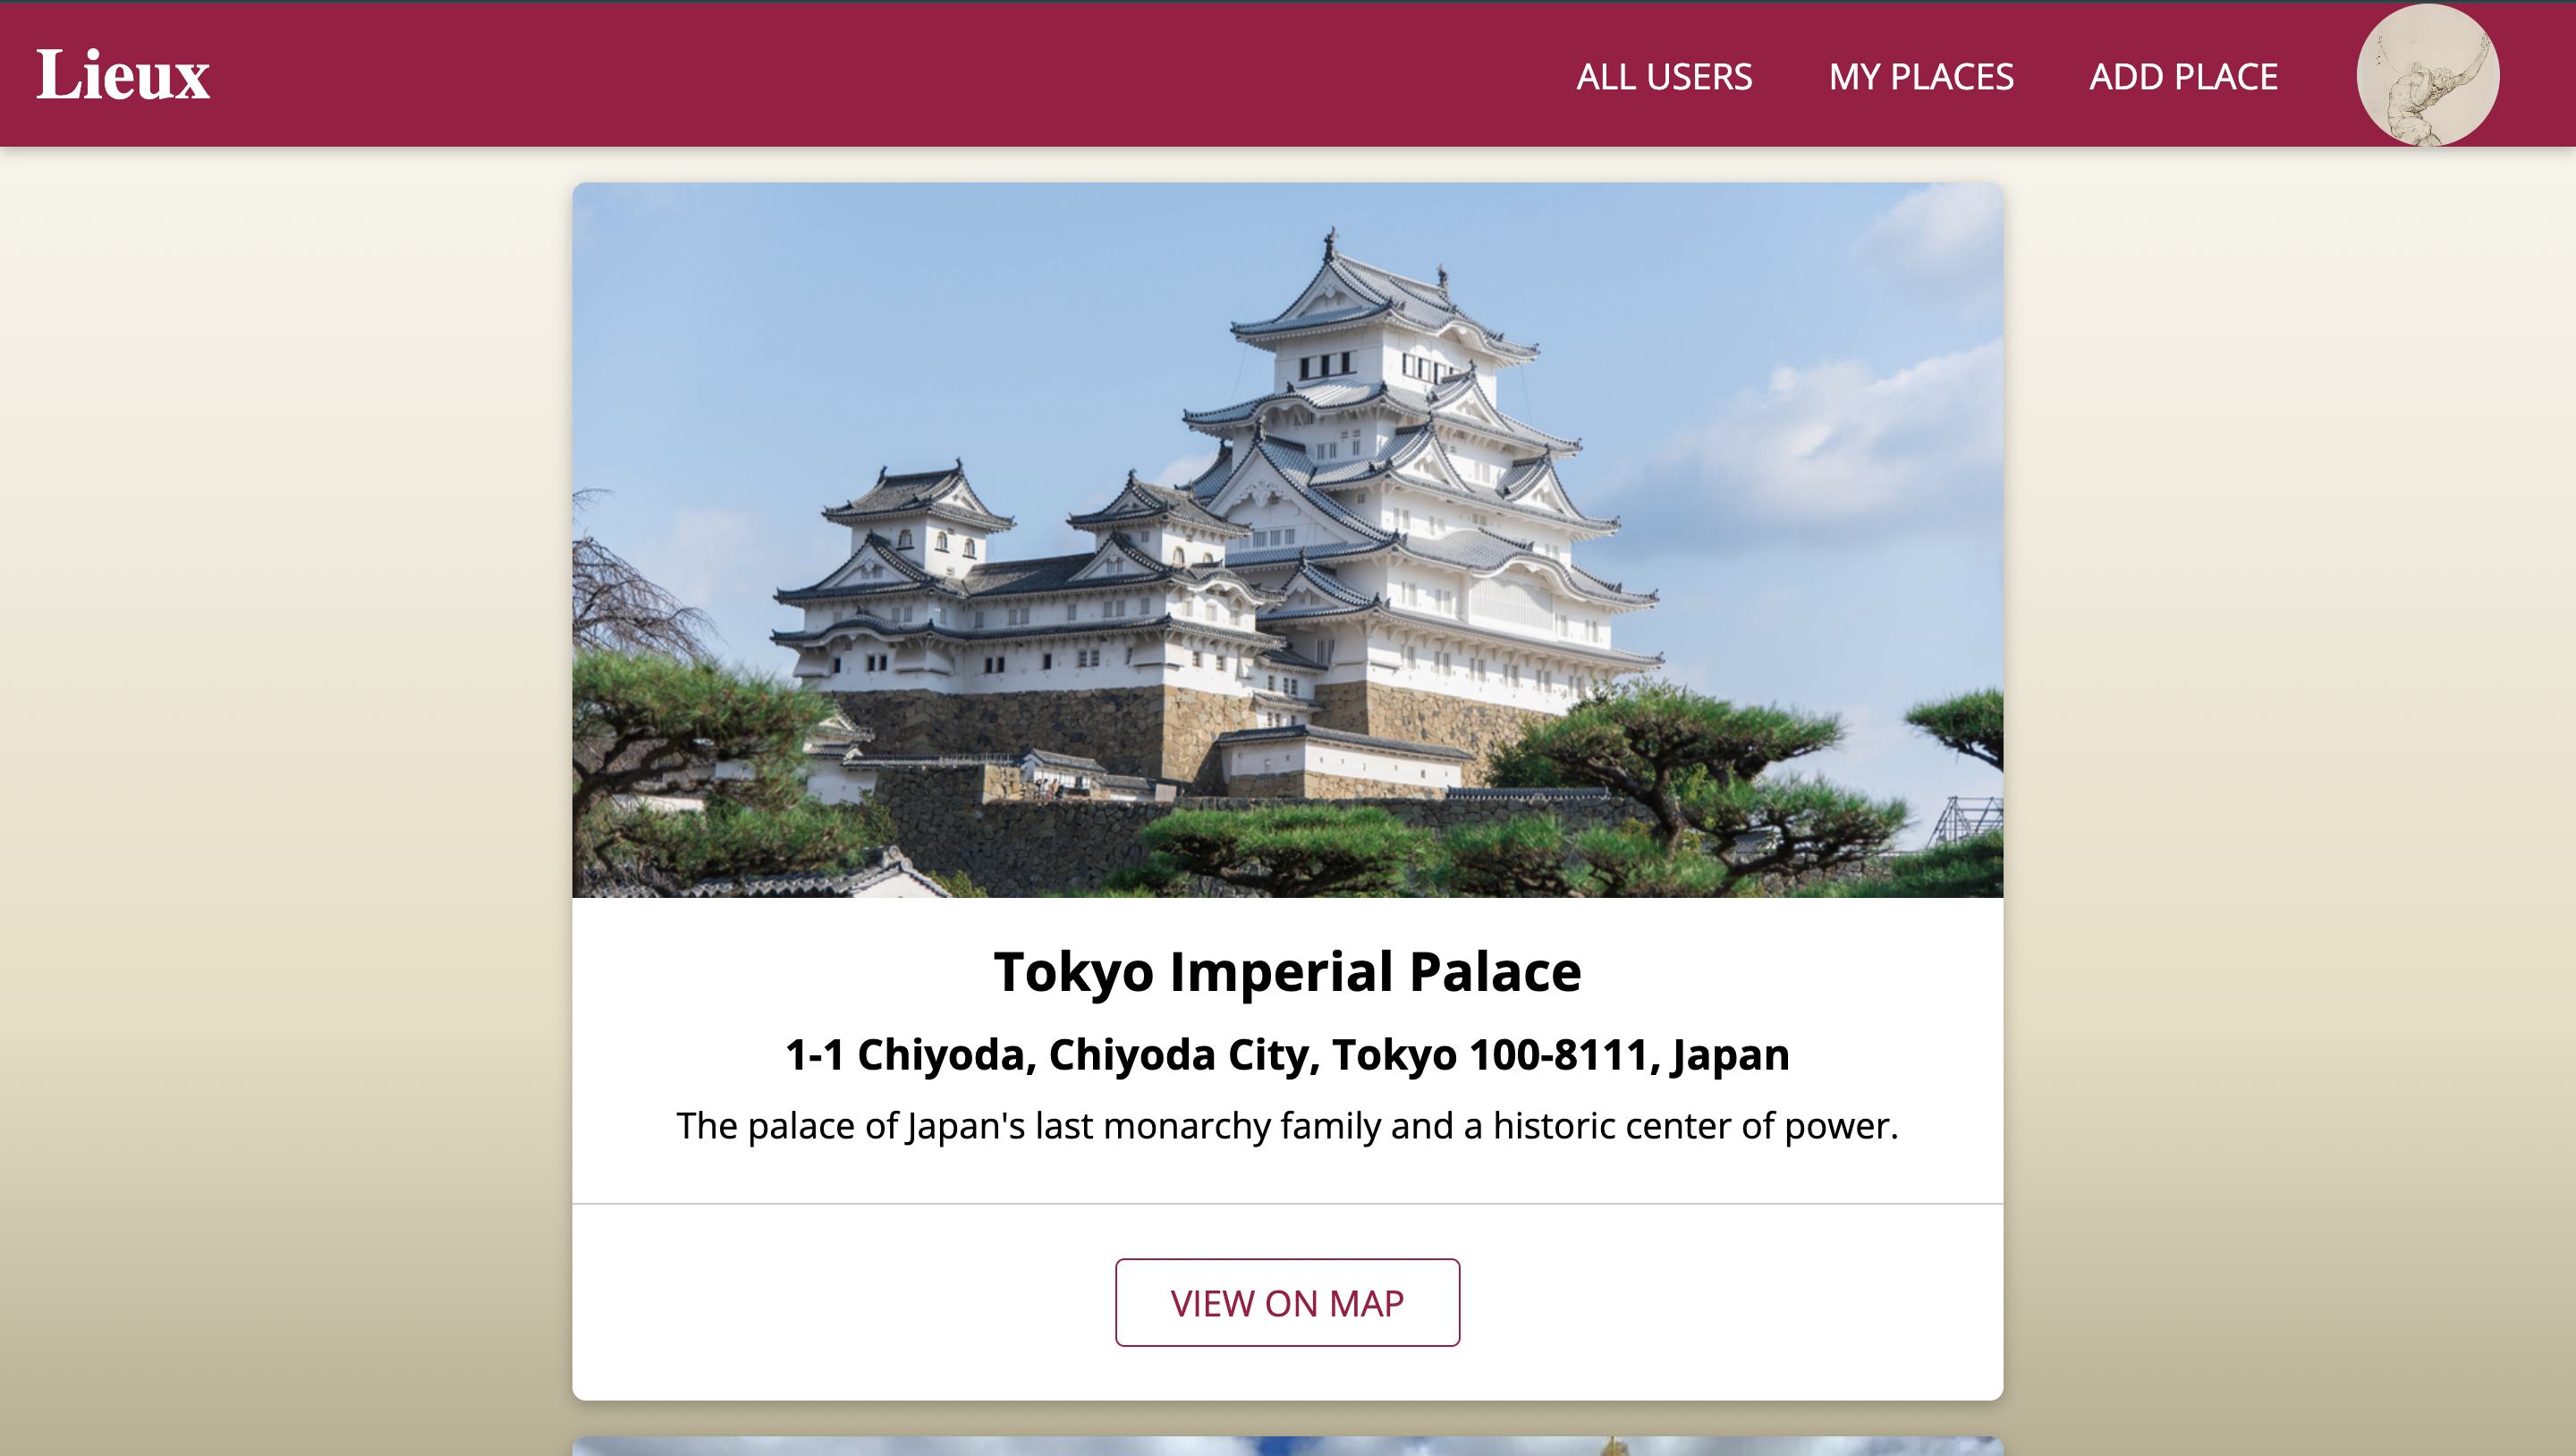 Lieux
ALL USERS
MY PLACES
ADD PLACE
Tokyo Imperial Palace
1-1 Chiyoda, Chiyoda City, Tokyo 100-8111, Japan
The palace of Japan's last monarchy family and a historic center of power.
VIEW ON MAP